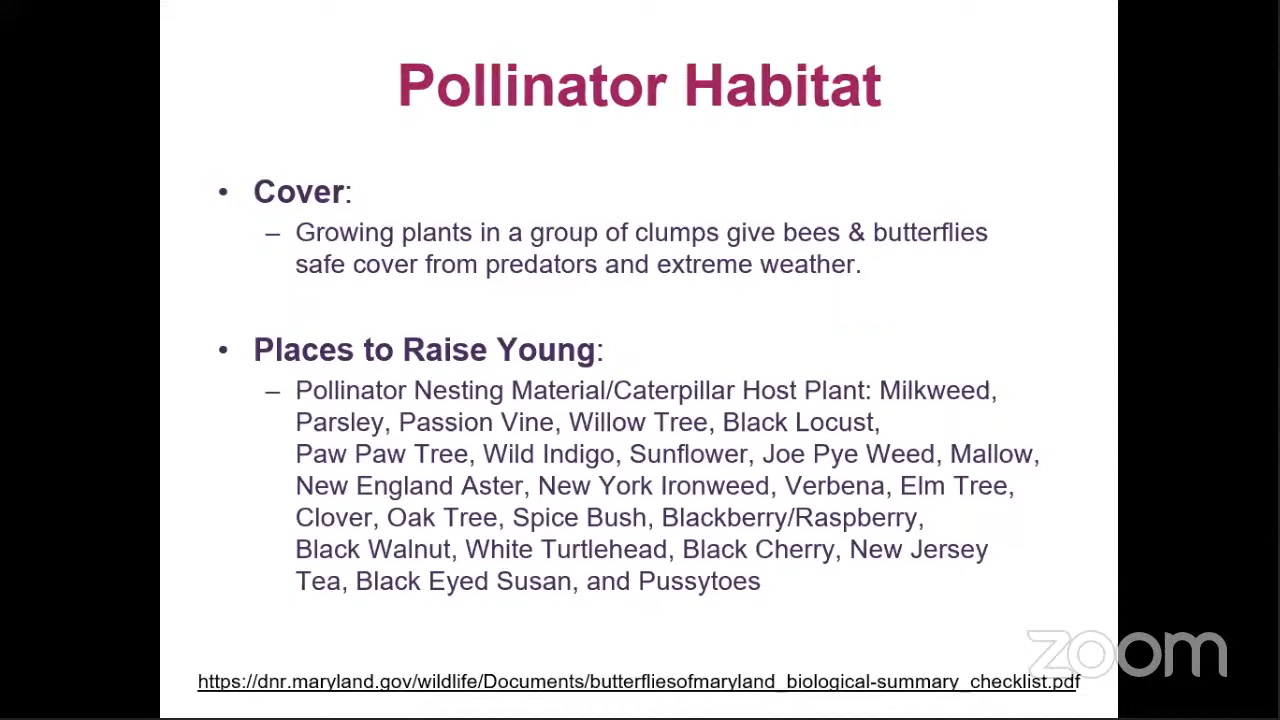 Pollinator Habitat
• Cover:
– Growing plants in a group of clumps give bees & butterflies
safe cover from predators and extreme weather.
• Places to Raise Young:
– Pollinator Nesting Material/Caterpillar Host Plant: Milkweed,
Parsley, Passion Vine, Willow Tree, Black Locust,
Paw Paw Tree, Wild Indigo, Sunflower, Joe Pye Weed, Mallow,
New England Aster, New York Ironweed, Verbena, Elm Tree,
Clover, Oak Tree, Spice Bush, Blackberry/Raspberry,
Black Walnut, White Turtlehead, Black Cherry, New Jersey
Tea, Black Eyed Susan, and Pussytoes
zoom
https://dnr.maryland.gov/wildlife/Documents/butterfliesofmaryland_biological-summary_checklist.pdf